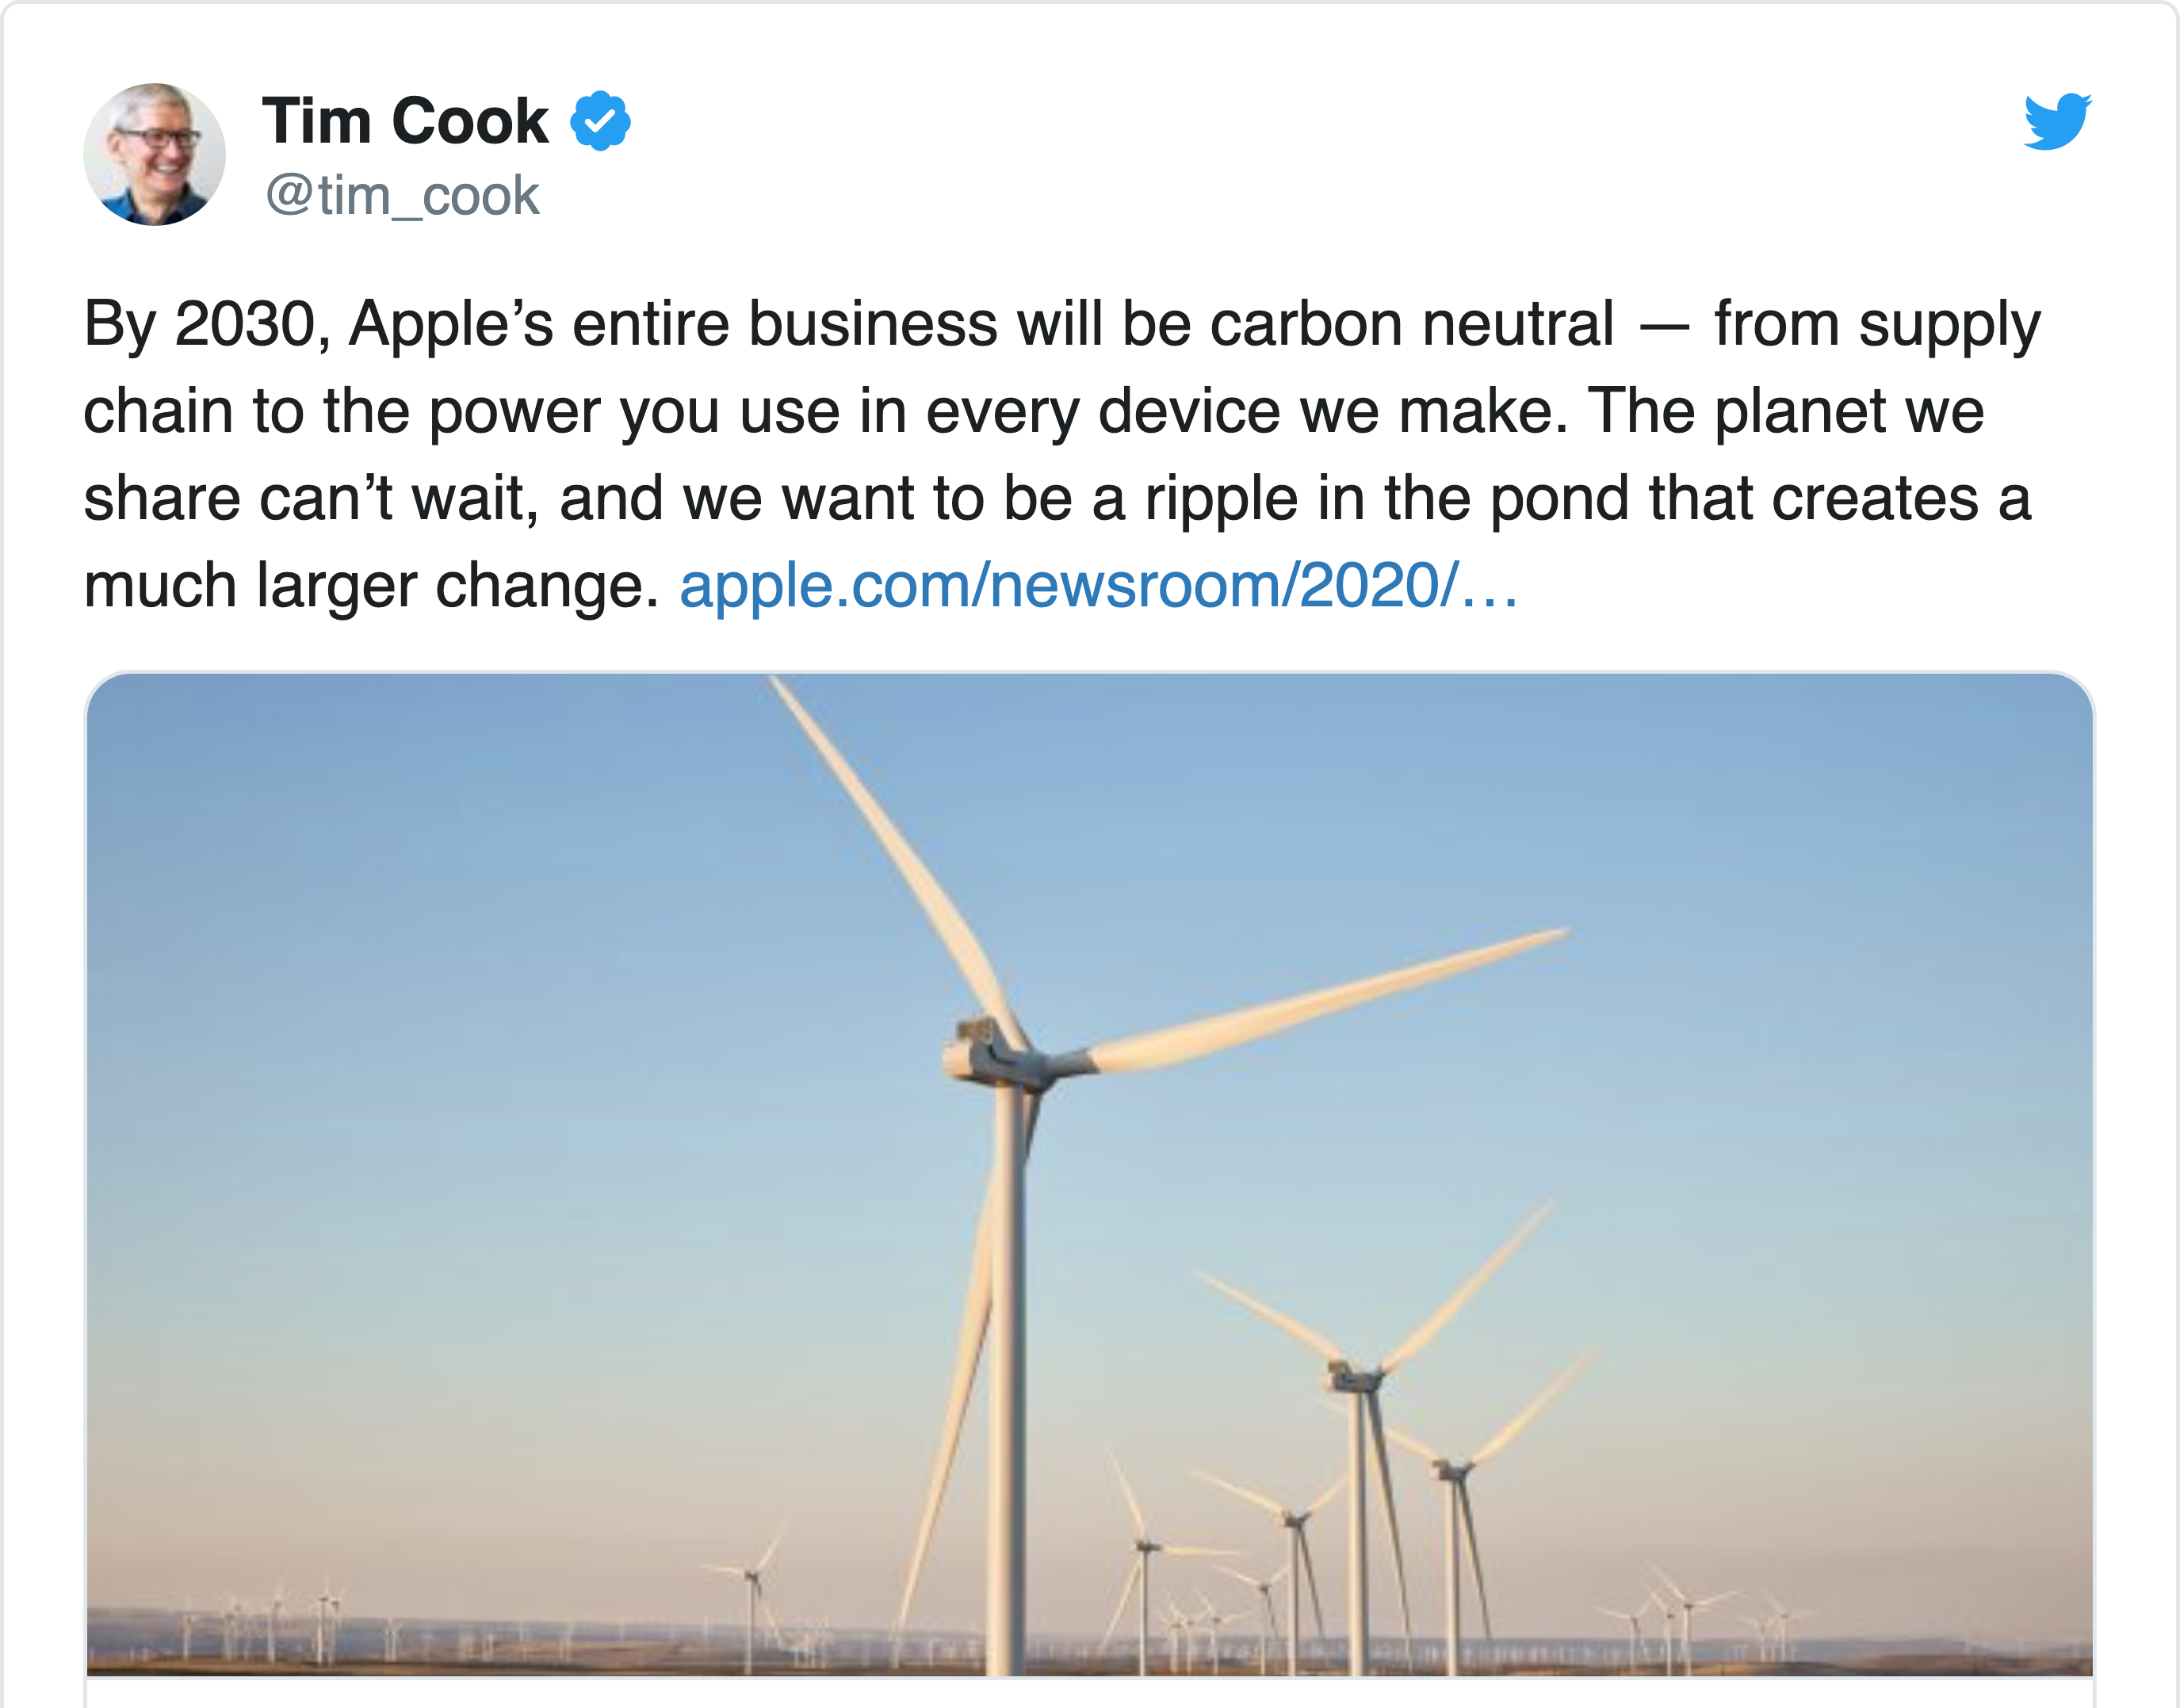 Tim Cook
@tim_cook
By 2030, Apple’s entire business will be carbon neutral — from supply
chain to the power you use in every device we make. The planet we
share can’t wait, and we want to be a ripple in the pond that creates a
much larger change. apple.com/newsroom/2020/…